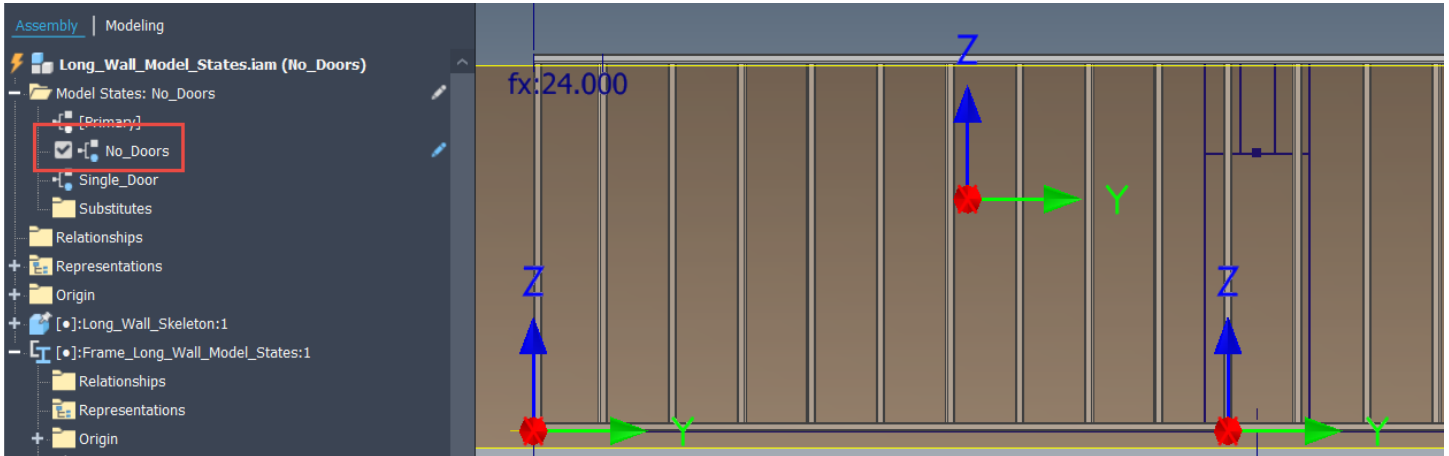 Assembly | Modeling
Long_Wall_Model_States.iam (No_Doors)
Model States: No_Doors
[Primary]
No_Doors
Single_Door
Substitutes
Relationships
Representations
Origin
[●]:Long_Wall_Skeleton:1
[●]:Frame_Long_Wall_Model_States:1
Relationships
Representations
Origin
fx:24.000
Z
Y
Z
Y
Z
Y